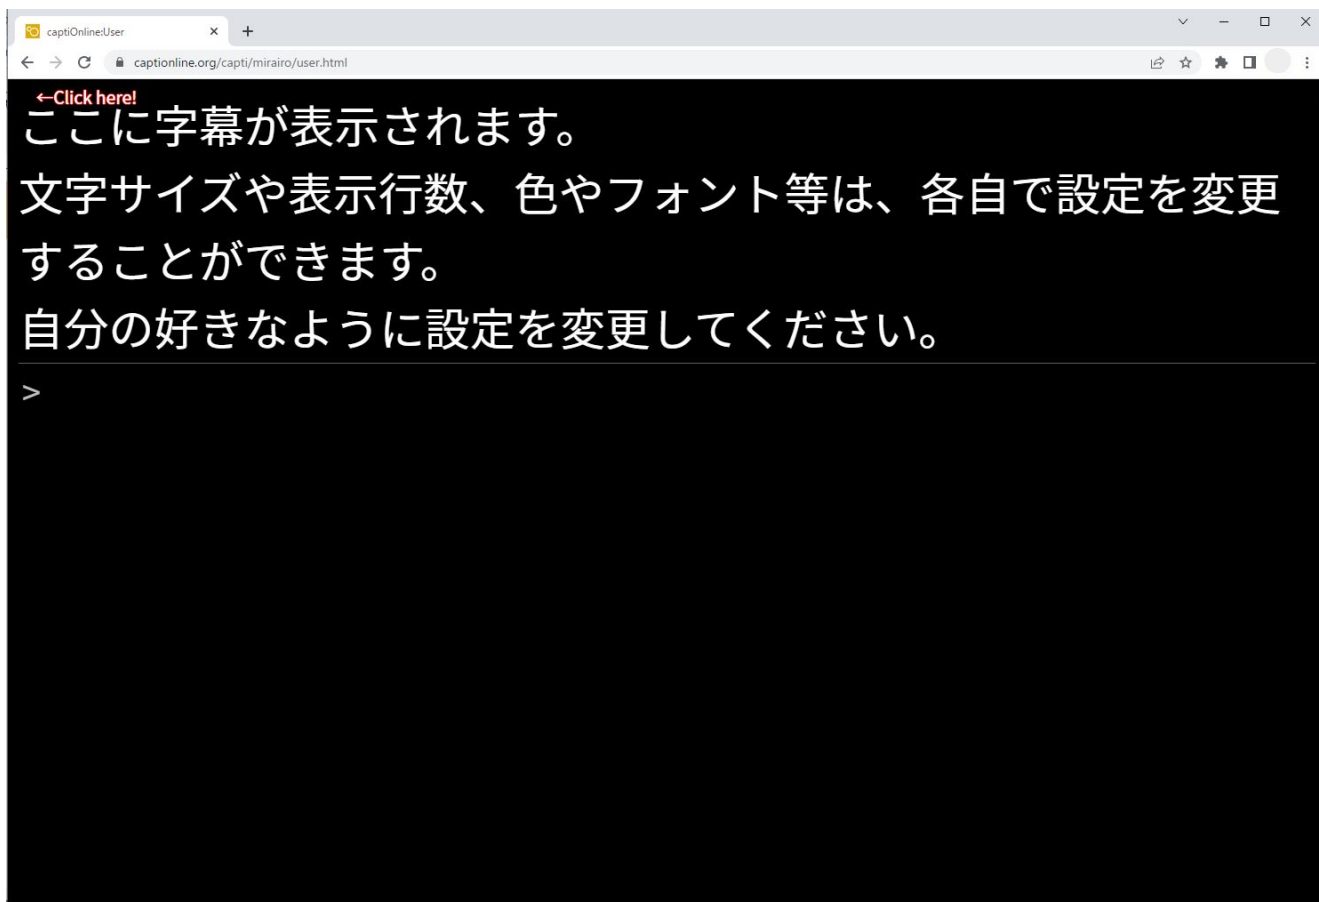 captiOnline:User
captionline.org/capti/mirairo/user.html
←Click here!
ここに字幕が表示されます。
文字サイズや表示行数、色やフォント等は、各自で設定を変更
することができます。
自分の好きなように設定を変更してください。
>